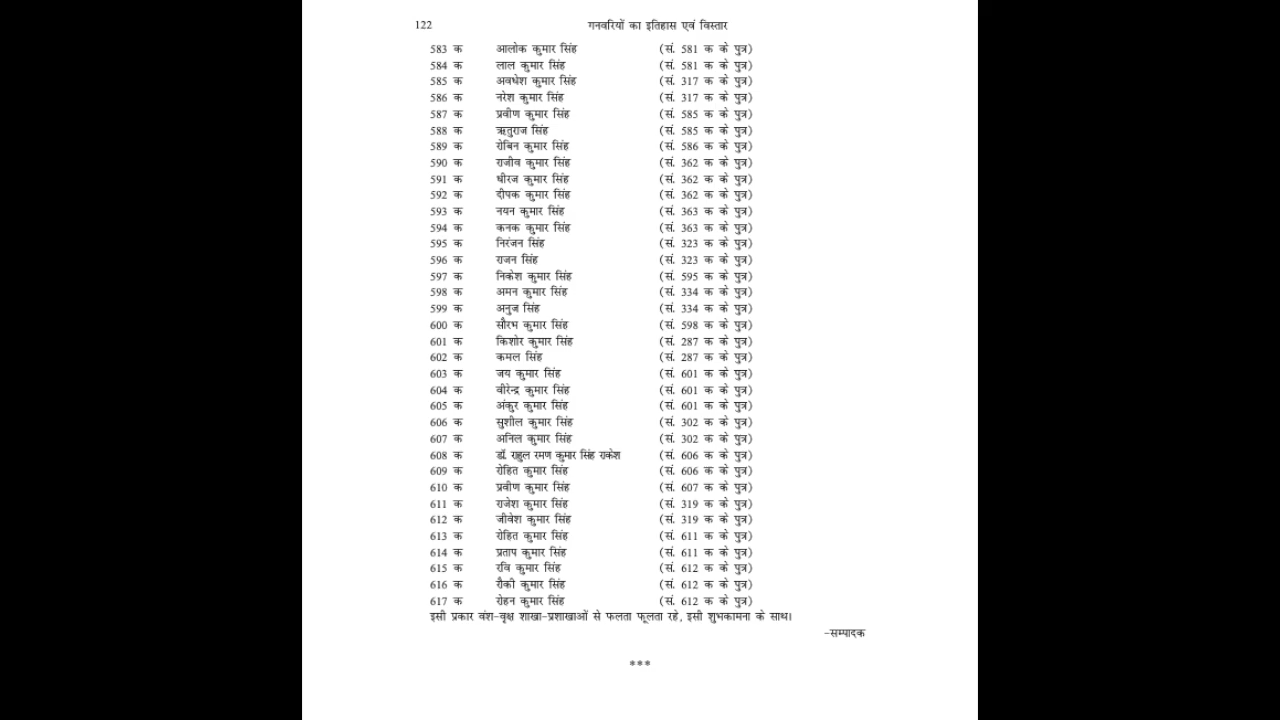 122 गनवरियों का इतिहास एवं विस्तार
583 क आलोक कुमार सिंह (सं. 581 क के पुत्र)
584 क लाल कुमार सिंह (सं. 581 क के पुत्र)
585 क अवधेश कुमार सिंह (सं. 317 क के पुत्र)
586 क नरेश कुमार सिंह (सं. 317 क के पुत्र)
587 क प्रवीण कुमार सिंह (सं. 585 क के पुत्र)
588 क ऋतुराज सिंह (सं. 585 क के पुत्र)
589 क रोबिन कुमार सिंह (सं. 586 क के पुत्र)
590 क राजीव कुमार सिंह (सं. 362 क के पुत्र)
591 क धीरज कुमार सिंह (सं. 362 क के पुत्र)
592 क दीपक कुमार सिंह (सं. 362 क के पुत्र)
593 क नयन कुमार सिंह (सं. 363 क के पुत्र)
594 क कनक कुमार सिंह (सं. 363 क के पुत्र)
595 क निरंजन सिंह (सं. 323 क के पुत्र)
596 क राजन सिंह (सं. 323 क के पुत्र)
597 क निकेश कुमार सिंह (सं. 595 क के पुत्र)
598 क अमन कुमार सिंह (सं. 334 क के पुत्र)
599 क अनुज सिंह (सं. 334 क के पुत्र)
600 क सौरभ कुमार सिंह (सं. 598 क के पुत्र)
601 क किशोर कुमार सिंह (सं. 287 क के पुत्र)
602 क कमल सिंह (सं. 287 क के पुत्र)
603 क जय कुमार सिंह (सं. 601 क के पुत्र)
604 क वीरेन्द्र कुमार सिंह (सं. 601 क के पुत्र)
605 क अंकुर कुमार सिंह (सं. 601 क के पुत्र)
606 क सुशील कुमार सिंह (सं. 302 क के पुत्र)
607 क अनिल कुमार सिंह (सं. 302 क के पुत्र)
608 क डॉ. राहुल रमण कुमार सिंह राकेश (सं. 606 क के पुत्र)
609 क रोहित कुमार सिंह (सं. 606 क के पुत्र)
610 क प्रवीण कुमार सिंह (सं. 607 क के पुत्र)
611 क राजेश कुमार सिंह (सं. 319 क के पुत्र)
612 क जीवेश कुमार सिंह (सं. 319 क के पुत्र)
613 क रोहित कुमार सिंह (सं. 611 क के पुत्र)
614 क प्रताप कुमार सिंह (सं. 611 क के पुत्र)
615 क रवि कुमार सिंह (सं. 612 क के पुत्र)
616 क रौकी कुमार सिंह (सं. 612 क के पुत्र)
617 क रोहन कुमार सिंह (सं. 612 क के पुत्र)
इसी प्रकार वंश-वृक्ष शाखा-प्रशाखाओं से फलता फूलता रहे, इसी शुभकामना के साथ।
-सम्पादक
***